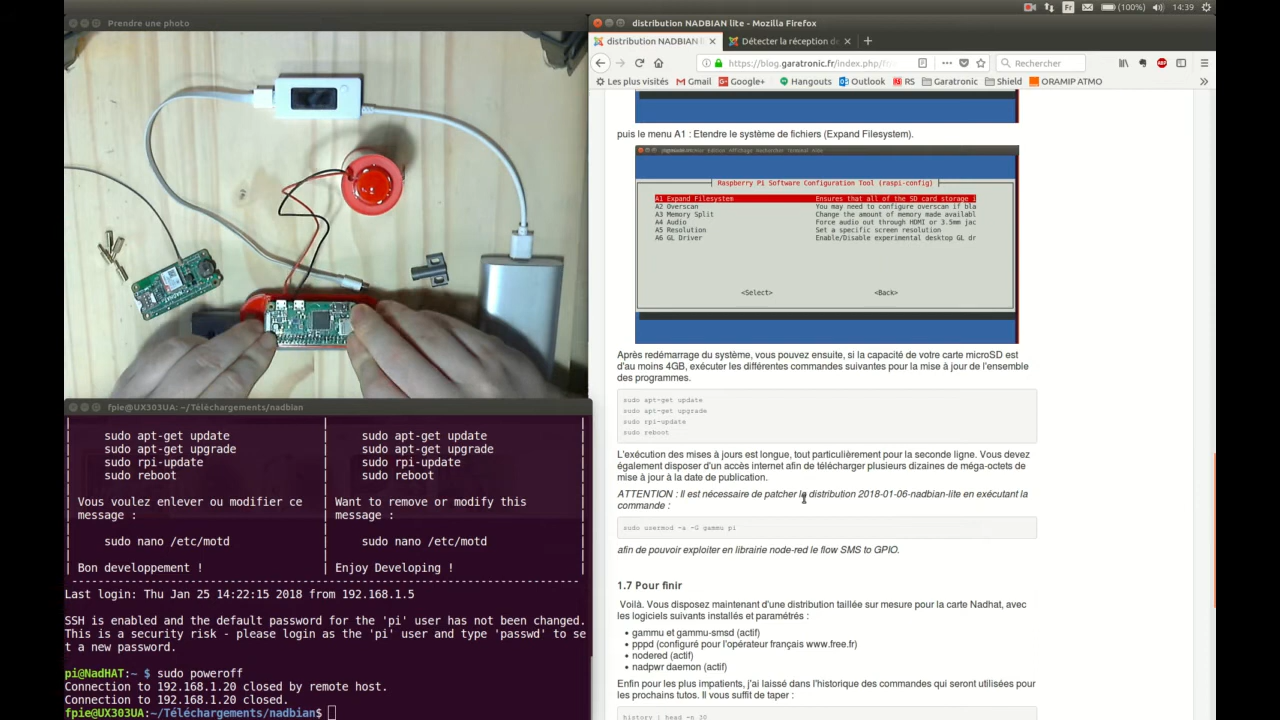 Fr
(100%)
14:39
Prendre une photo
distribution NADBIAN lite - Mozilla Firefox
distribution NADBIAN l
Détecter la réception de
https://blog.garatronic.fr/index.php/fr
Rechercher
Les plus visités
Gmail
Google+
Hangouts
Outlook
RS
Garatronic
Shield
ORAMIP ATMO
puis le menu A1 : Etendre le système de fichiers (Expand Filesystem).
Raspberry Pi Software Configuration Tool (raspi-config)
A1 Expand Filesystem Ensures that all of the SD card storage i
A2 Overscan You may need to configure overscan if bla
A3 Memory Split Change the amount of memory made availabl
A4 Audio Force audio out through HDMI or 3.5mm jac
A5 Resolution Set a specific screen resolution
A6 GL Driver Enable/Disable experimental desktop GL dr
<Select> <Back>
Après redémarrage du système, vous pouvez ensuite, si la capacité de votre carte microSD est
d'au moins 4GB, exécuter les différentes commandes suivantes pour la mise à jour de l'ensemble
des programmes.
sudo apt-get update
sudo apt-get upgrade
sudo rpi-update
sudo reboot
L'exécution des mises à jours est longue, tout particulièrement pour la seconde ligne. Vous devez
également disposer d'un accès internet afin de télécharger plusieurs dizaines de méga-octets de
mise à jour à la date de publication.
ATTENTION : Il est nécessaire de patcher la distribution 2018-01-06-nadbian-lite en exécutant la
commande :
sudo usermod -a -G gammu pi
afin de pouvoir exploiter en librairie node-red le flow SMS to GPIO.
1.7 Pour finir
Voilà. Vous disposez maintenant d'une distribution taillée sur mesure pour la carte Nadhat, avec
les logiciels suivants installés et paramétrés :
• gammu et gammu-smsd (actif)
• pppd (configuré pour l'opérateur français www.free.fr)
• nodered (actif)
• nadpwr daemon (actif)
Enfin pour les plus impatients, j'ai laissé dans l'historique des commandes qui seront utilisées pour
les prochains tutos. Il vous suffit de taper :
history | head -n 30
fpie@UX303UA: ~/Téléchargements/nadbian
| | |
| sudo apt-get update | sudo apt-get update |
| sudo apt-get upgrade | sudo apt-get upgrade |
| sudo rpi-update | sudo rpi-update |
| sudo reboot | sudo reboot |
| | |
| Vous voulez enlever ou modifier ce | Want to remove or modify this |
| message : | message : |
| | |
| sudo nano /etc/motd | sudo nano /etc/motd |
| | |
| Bon developpement ! | Enjoy Developing ! |
------------------------------------------------------------------------------
Last login: Thu Jan 25 14:22:15 2018 from 192.168.1.5
SSH is enabled and the default password for the 'pi' user has not been changed.
This is a security risk - please login as the 'pi' user and type 'passwd' to se
t a new password.
pi@NadHAT:~ $ sudo poweroff
Connection to 192.168.1.20 closed by remote host.
Connection to 192.168.1.20 closed.
fpie@UX303UA:~/Téléchargements/nadbian$